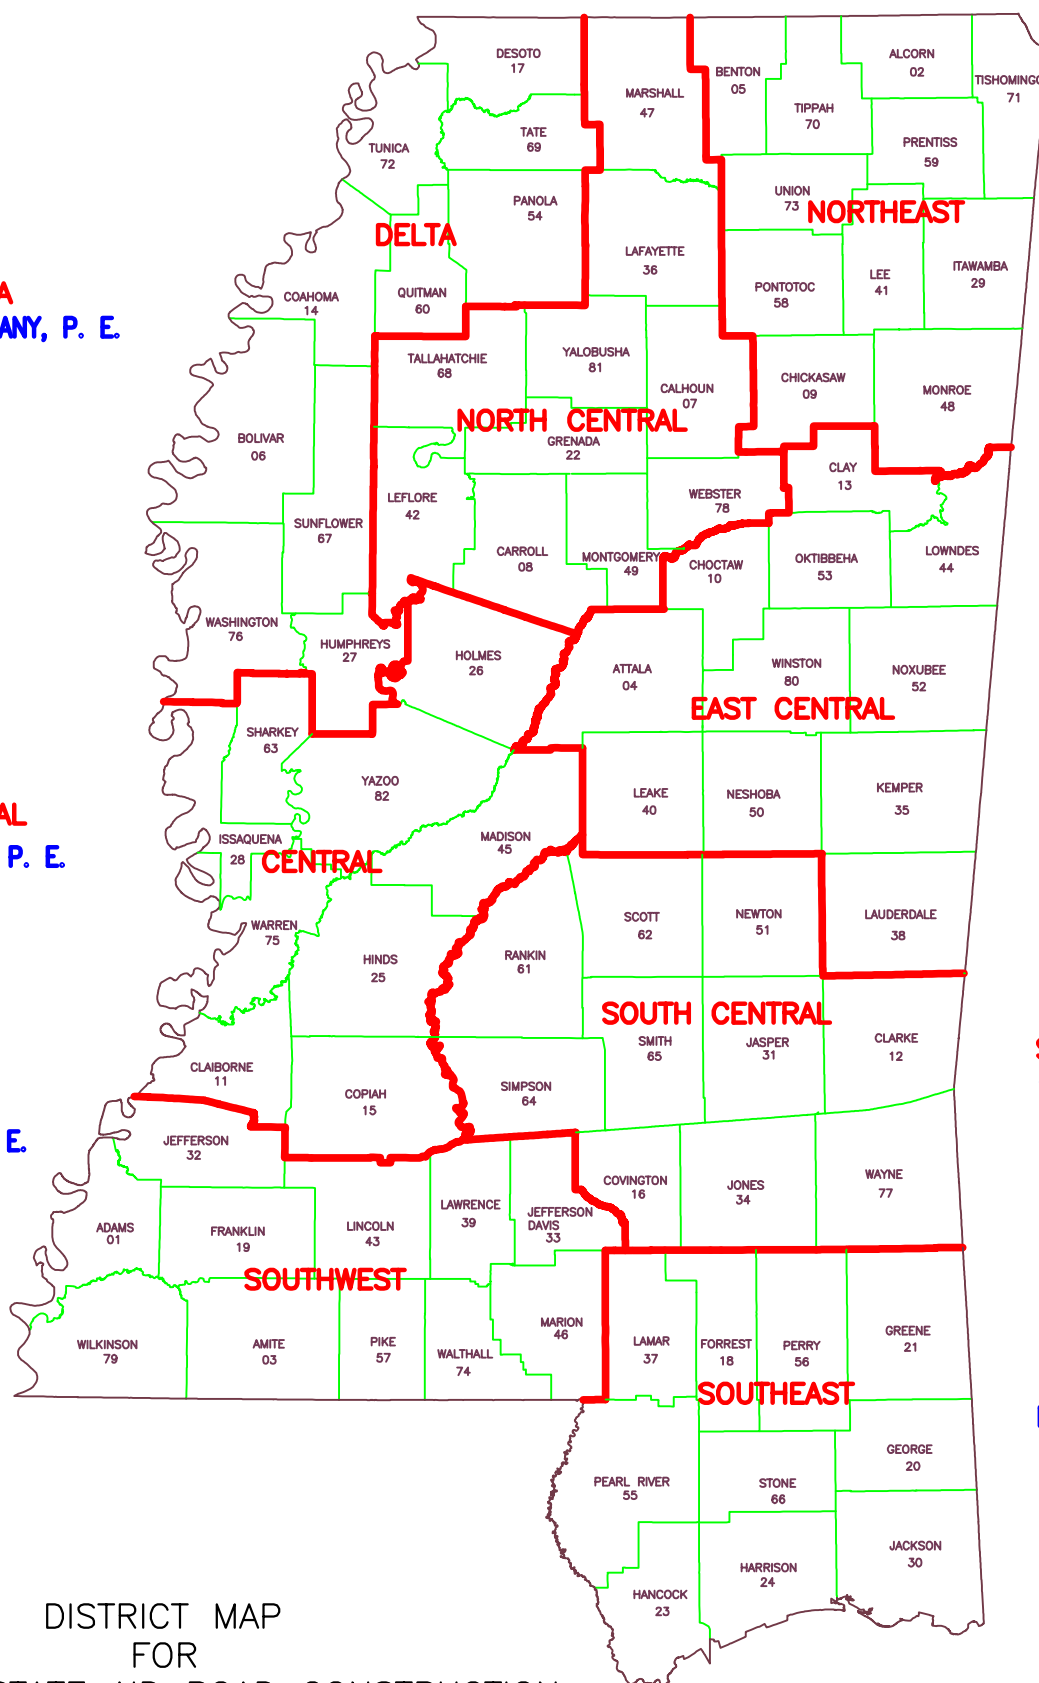 DESOTO
17
MARSHALL
47
BENTON
05
TIPPAH
70
ALCORN
02
TISHOMINGO
71
TUNICA
72
TATE
69
PRENTISS
59
PANOLA
54
UNION
73
NORTHEAST
DELTA
LAFAYETTE
36
PONTOTOC
58
LEE
41
ITAWAMBA
29
COAHOMA
14
QUITMAN
60
A
ANY, P. E.
TALLAHATCHIE
68
YALOBUSHA
81
CALHOUN
07
CHICKASAW
09
MONROE
48
NORTH CENTRAL
BOLIVAR
06
GRENADA
22
CLAY
13
SUNFLOWER
67
LEFLORE
42
WEBSTER
78
CARROLL
08
MONTGOMERY
49
CHOCTAW
10
OKTIBBEHA
53
LOWNDES
44
WASHINGTON
76
HUMPHREYS
27
HOLMES
26
ATTALA
04
WINSTON
80
NOXUBEE
52
EAST CENTRAL
SHARKEY
63
YAZOO
82
LEAKE
40
NESHOBA
50
KEMPER
35
AL
P. E.
ISSAQUENA
28
CENTRAL
MADISON
45
WARREN
75
HINDS
25
RANKIN
61
SCOTT
62
NEWTON
51
LAUDERDALE
38
SOUTH CENTRAL
CLAIBORNE
11
COPIAH
15
SIMPSON
64
SMITH
65
JASPER
31
CLARKE
12
E.
JEFFERSON
32
ADAMS
01
FRANKLIN
19
LINCOLN
43
LAWRENCE
39
JEFFERSON
DAVIS
33
COVINGTON
16
JONES
34
WAYNE
77
SOUTHWEST
WILKINSON
79
AMITE
03
PIKE
57
WALTHALL
74
MARION
46
LAMAR
37
FORREST
18
PERRY
56
GREENE
21
SOUTHEAST
PEARL RIVER
55
STONE
66
GEORGE
20
HANCOCK
23
HARRISON
24
JACKSON
30
DISTRICT MAP
FOR
ROAD CONSTRUCTION